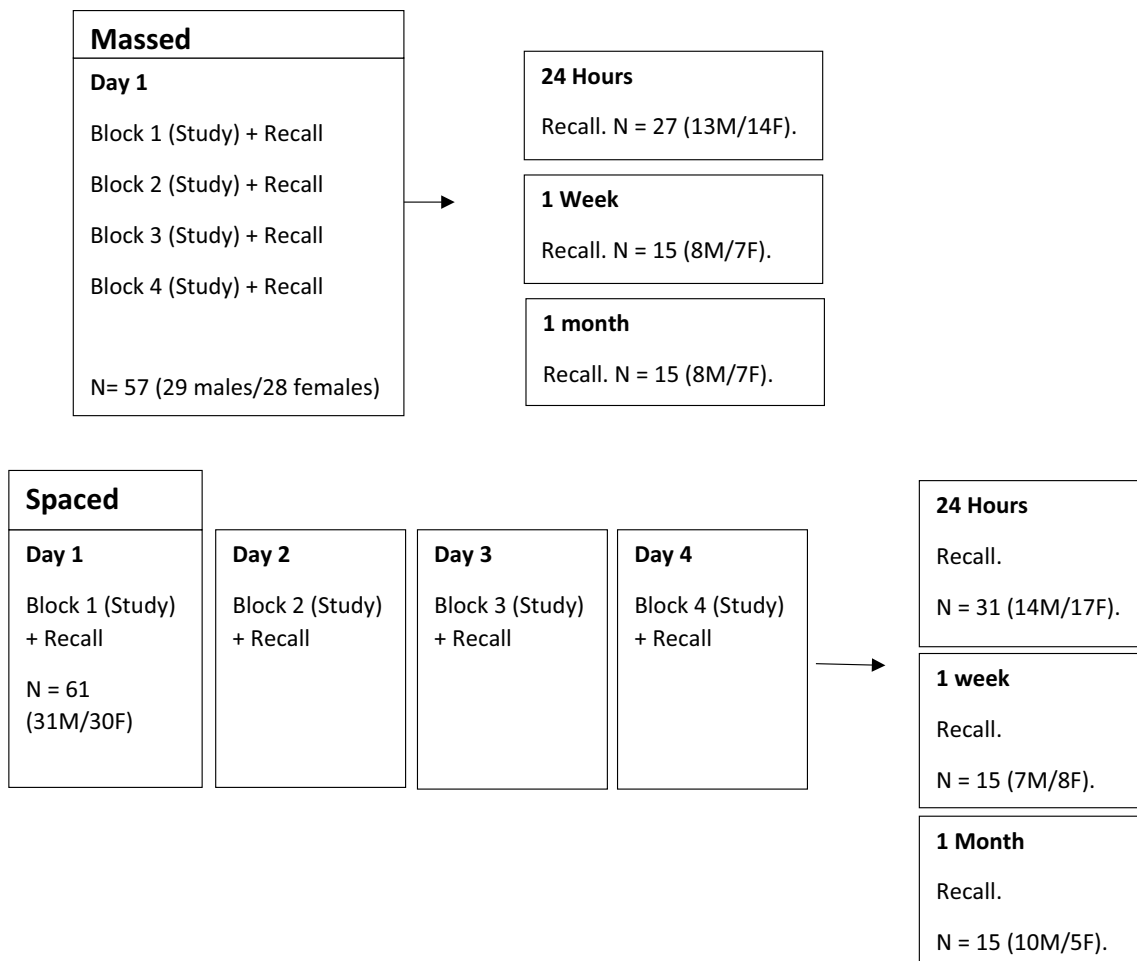 Massed
Day 1
Block 1 (Study) + Recall
Block 2 (Study) + Recall
Block 3 (Study) + Recall
Block 4 (Study) + Recall
N= 57 (29 males/28 females)
24 Hours
Recall. N = 27 (13M/14F).
1 Week
Recall. N = 15 (8M/7F).
1 month
Recall. N = 15 (8M/7F).
Spaced
Day 1
Block 1 (Study)
+ Recall
N = 61
(31M/30F)
Day 2
Block 2 (Study)
+ Recall
Day 3
Block 3 (Study)
+ Recall
Day 4
Block 4 (Study)
+ Recall
24 Hours
Recall.
N = 31 (14M/17F).
1 week
Recall.
N = 15 (7M/8F).
1 Month
Recall.
N = 15 (10M/5F).